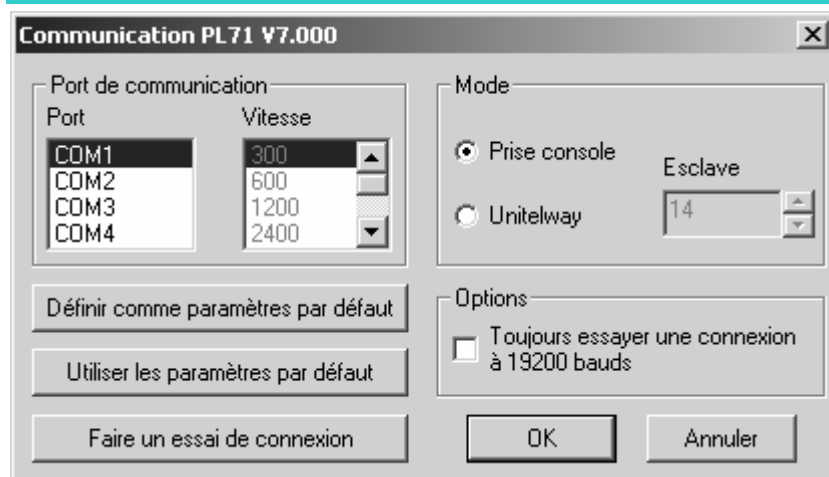 Communication PL71 V7.000
Port de communication
Port
Vitesse
COM1
COM2
COM3
COM4
300
600
1200
2400
Définir comme paramètres par défaut
Utiliser les paramètres par défaut
Faire un essai de connexion
Mode
Prise console
Unitelway
Esclave
14
Options
Toujours essayer une connexion
à 19200 bauds
OK
Annuler